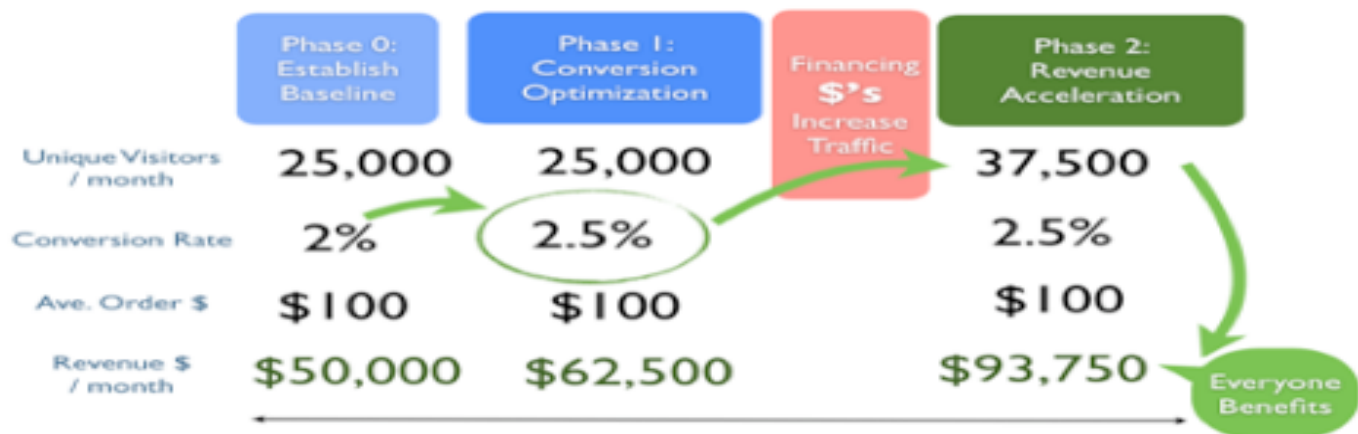 Phase 0:
Establish
Baseline
Phase 1:
Conversion
Optimization
Financing
$'s
Increase
Traffic
Phase 2:
Revenue
Acceleration
Unique Visitors
/ month
25,000
25,000
37,500
Conversion Rate
2%
2.5%
2.5%
Ave. Order $
$100
$100
$100
Revenue $
/ month
$50,000
$62,500
$93,750
Everyone
Benefits